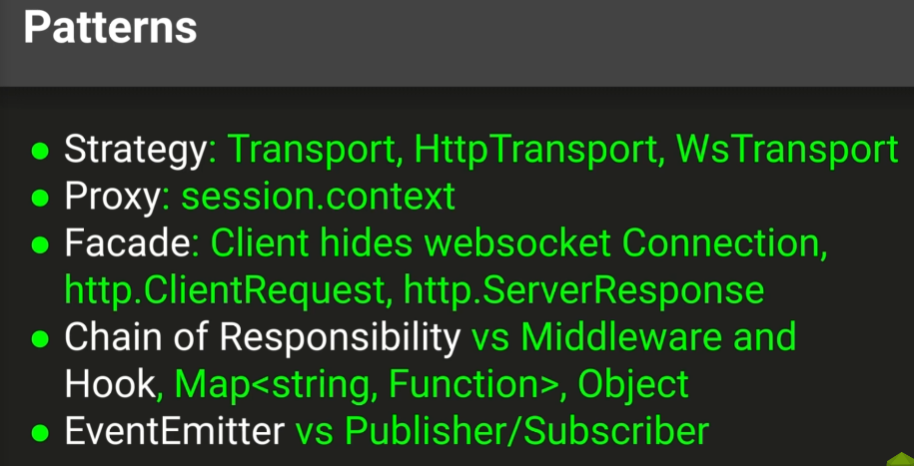 Patterns
● Strategy: Transport, HttpTransport, WsTransport
● Proxy: session.context
● Facade: Client hides websocket Connection,
http.ClientRequest, http.ServerResponse
● Chain of Responsibility vs Middleware and
Hook, Map<string, Function>, Object
● EventEmitter vs Publisher/Subscriber